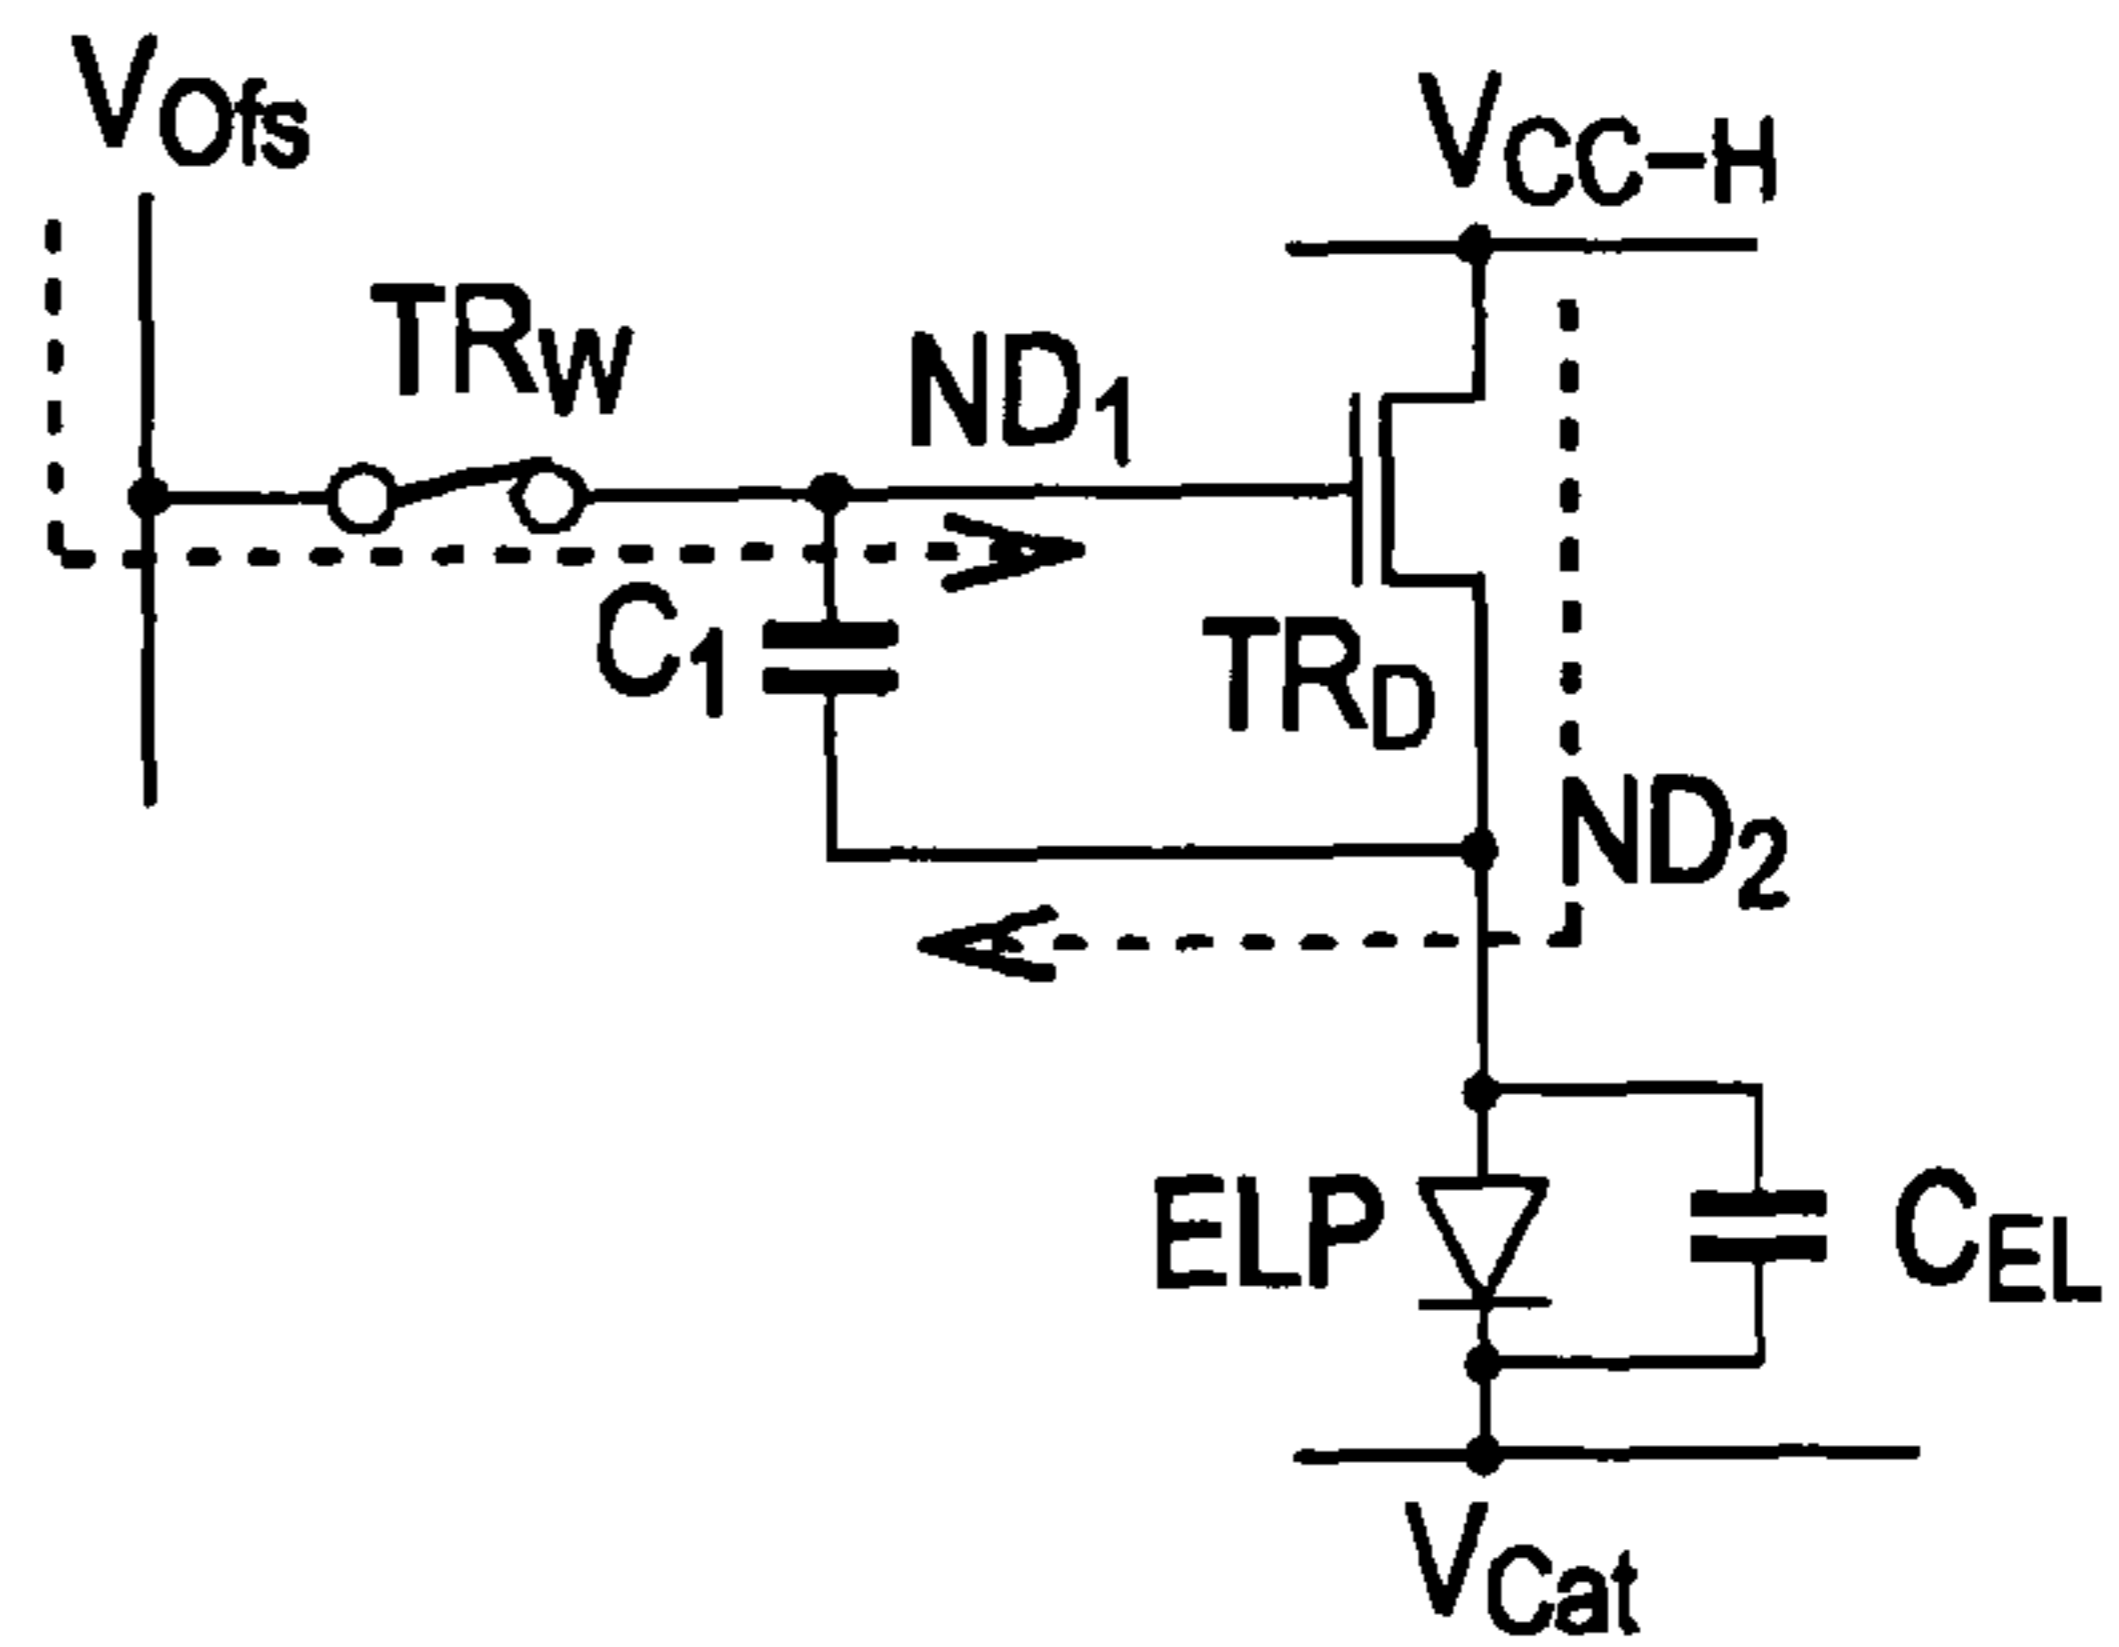 VOfs
VCC-H
TRW
ND1
C1
TRD
ND2
ELP
CEL
VCat